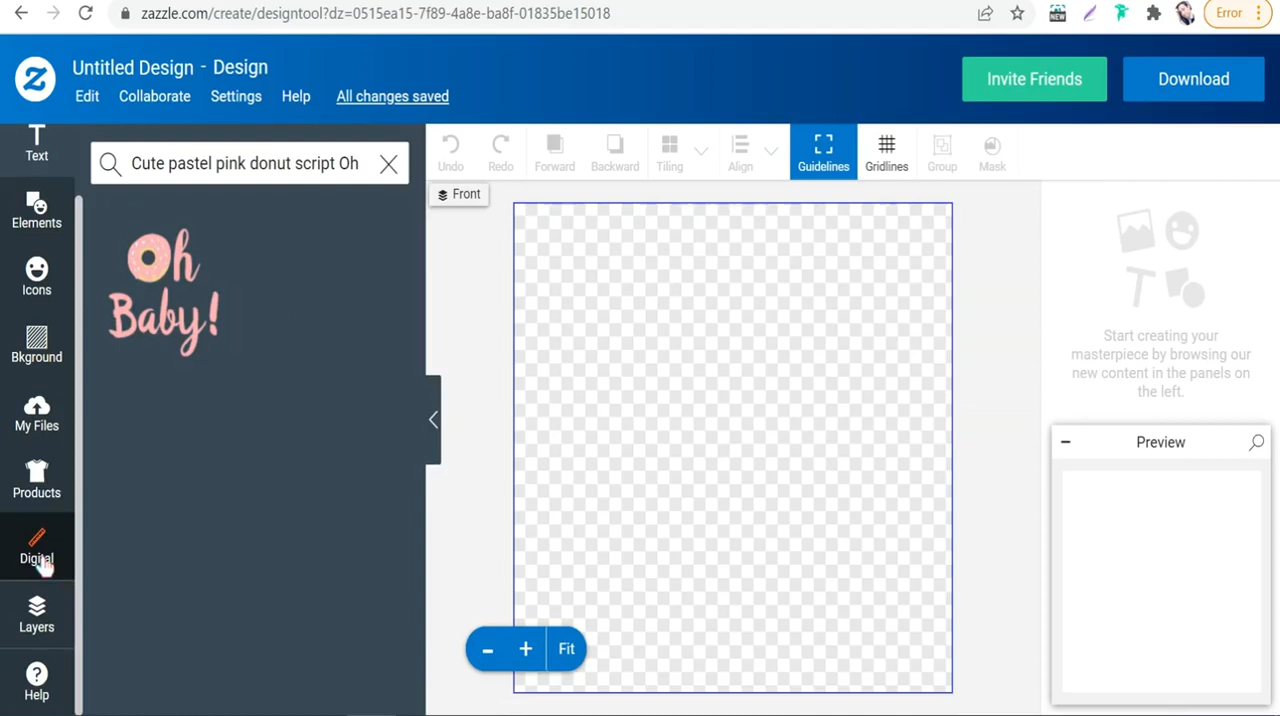 zazzle.com/create/designtool?dz=0515ea15-7f89-4a8e-b0af-01835be15018
NEW
Error
Z
Untitled Design - Design
Edit Collaborate Settings Help All changes saved
Invite Friends
Download
Text
Elements
Icons
Bkground
My Files
Products
Digital
Layers
?
Help
Cute pastel pink donut script Oh
Oh
Baby!
Undo
Redo
Forward
Backward
Tiling
Align
Guidelines
Gridlines
Group
Mask
Front
- + Fit
Start creating your
masterpiece by browsing our
new content in the panels on
the left.
Preview